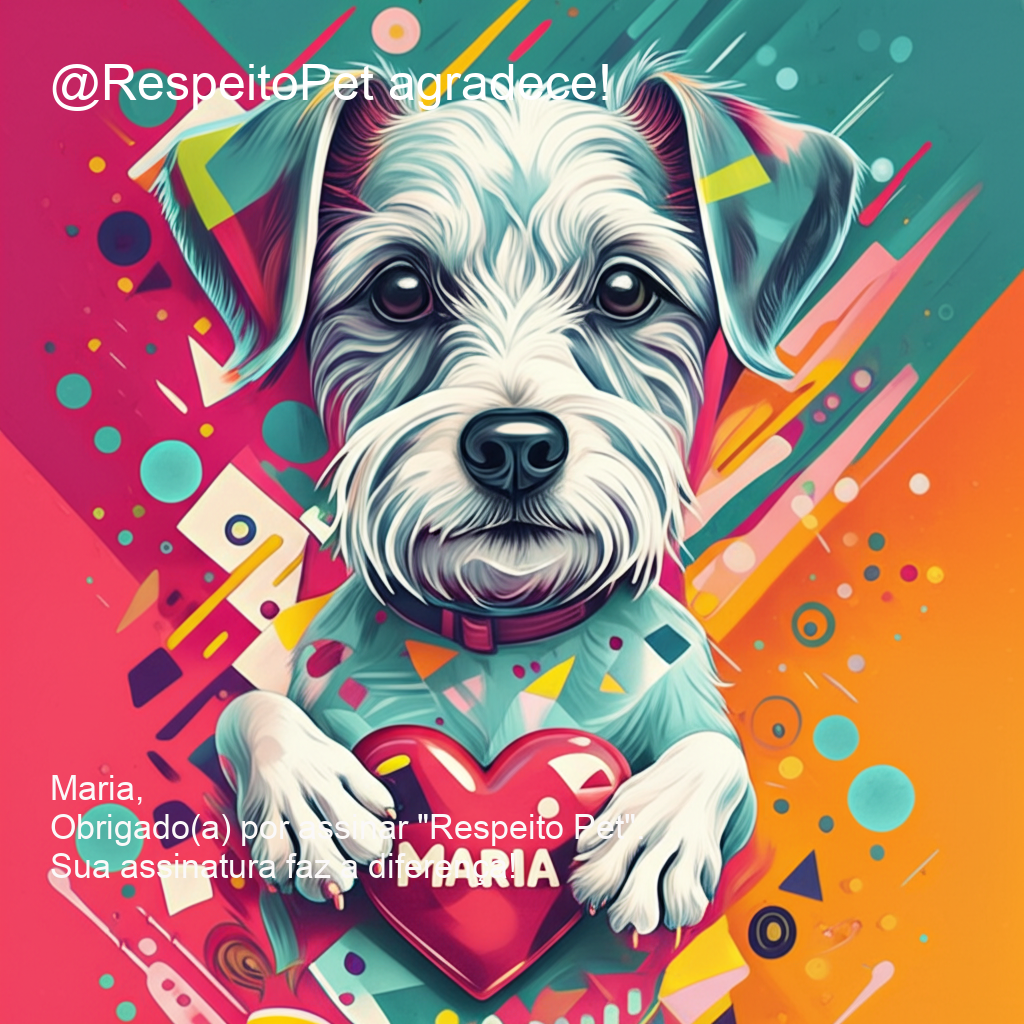 @RespeitoPet agradece!
Maria,
Obrigado(a) por assinar "Respeito Pet".
Sua assinatura faz a diferença!
MARIA